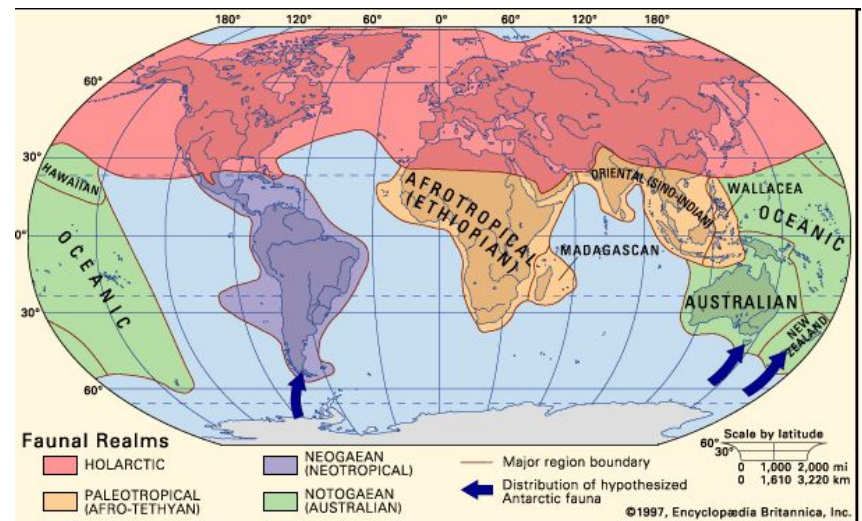 180° 120° 60° 0° 60° 120° 180°
60°
30°
0°
30°
60°
HAWAIIAN
OCEANIC
AFROTROPICAL
(ETHIOPIAN)
ORIENTAL (SINO-INDIAN)
WALLACEA
OCEANIC
MADAGASCAN
AUSTRALIAN
NEW
ZEALAND
Faunal Realms
HOLARCTIC
PALEOTROPICAL
(AFRO-TETHYAN)
NEOGAEAN
(NEOTROPICAL)
NOTOGAEAN
(AUSTRALIAN)
Major region boundary
Distribution of hypothesized
Antarctic fauna
Scale by latitude
60°
30°
0 1,000 2,000 mi
0 1,610 3,220 km
©1997, Encyclopædia Britannica, Inc.